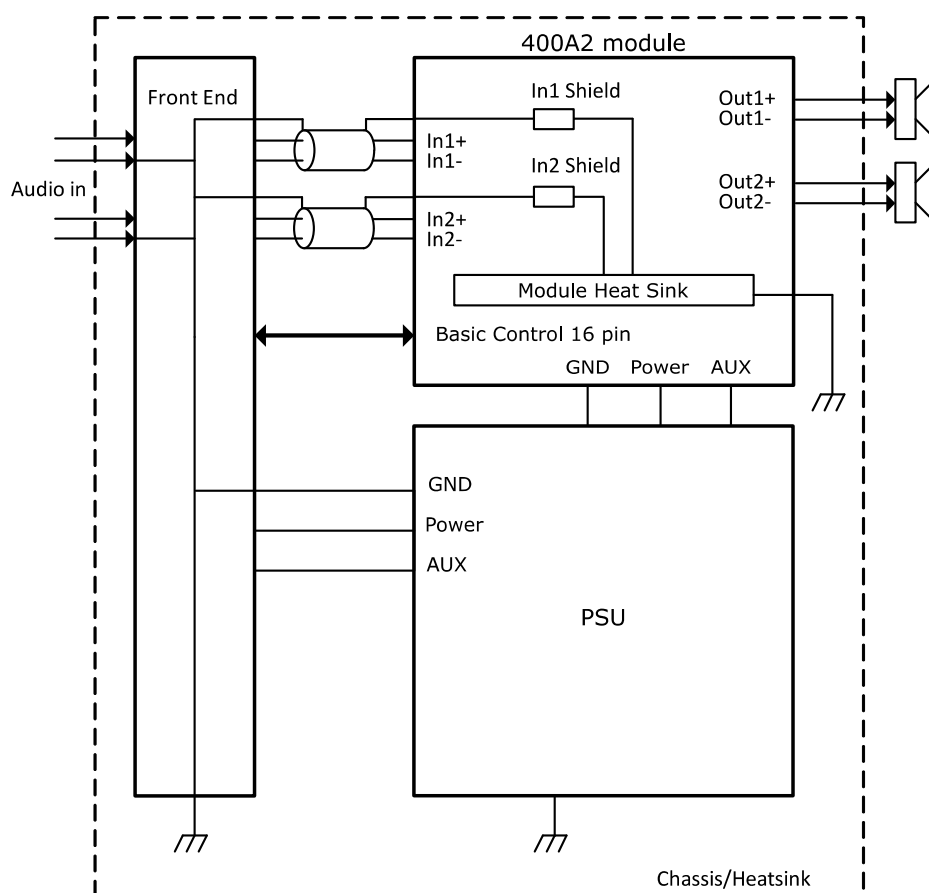 400A2 module
Front End
In1 Shield
Out1+
Out1-
In1+
In1-
In2 Shield
Audio in
Out2+
Out2-
In2+
In2-
Module Heat Sink
Basic Control 16 pin
GND Power AUX
GND
Power
AUX
PSU
Chassis/Heatsink